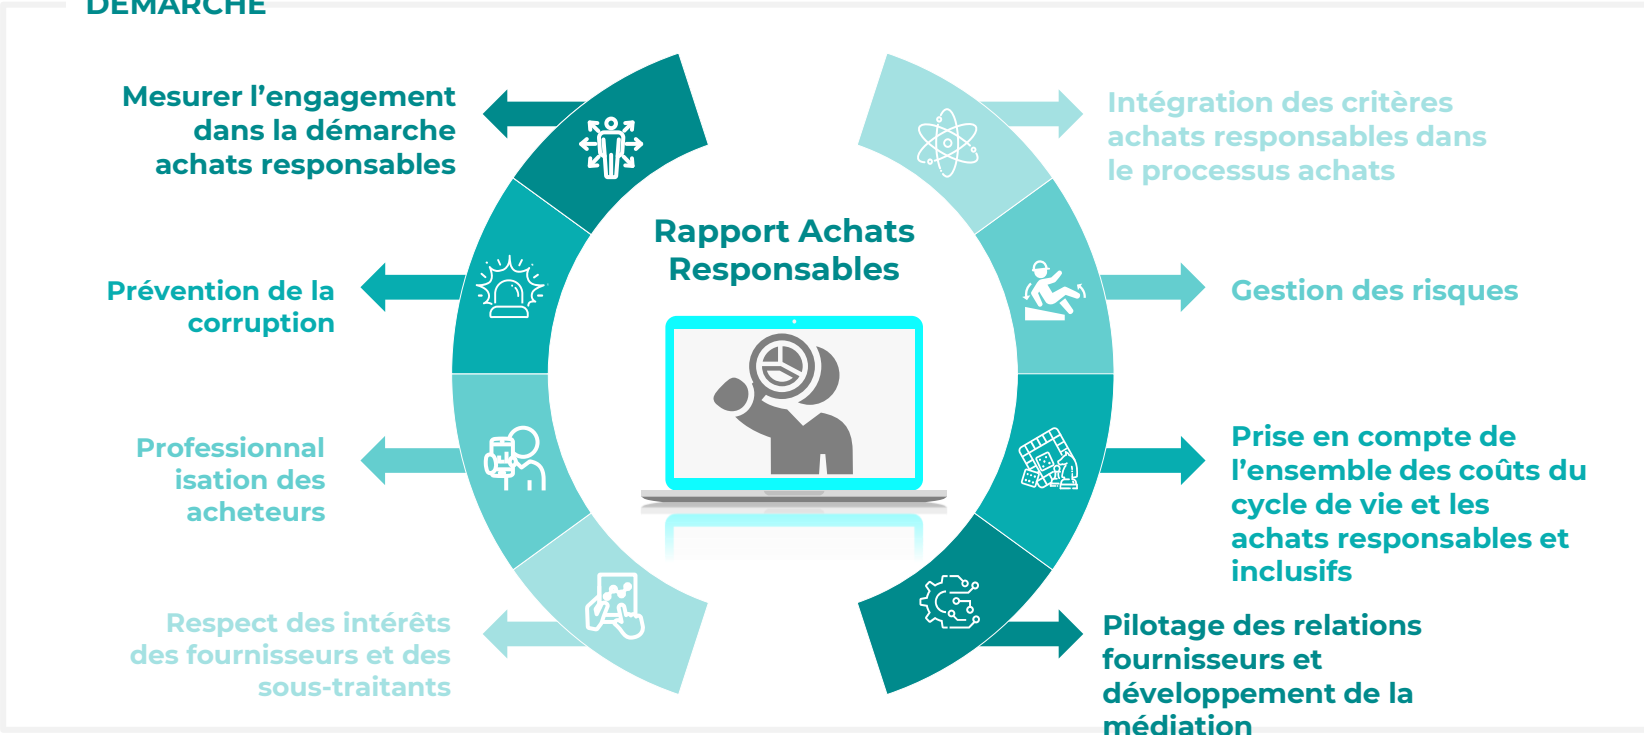 DÉMARCHE
Mesurer l’engagement
dans la démarche
achats responsables
Prévention de la
corruption
Professionnal
isation des
acheteurs
Respect des intérêts
des fournisseurs et des
sous-traitants
Rapport Achats
Responsables
Intégration des critères
achats responsables dans
le processus achats
Gestion des risques
Prise en compte de
l’ensemble des coûts du
cycle de vie et les
achats responsables et
inclusifs
Pilotage des relations
fournisseurs et
développement de la
médiation